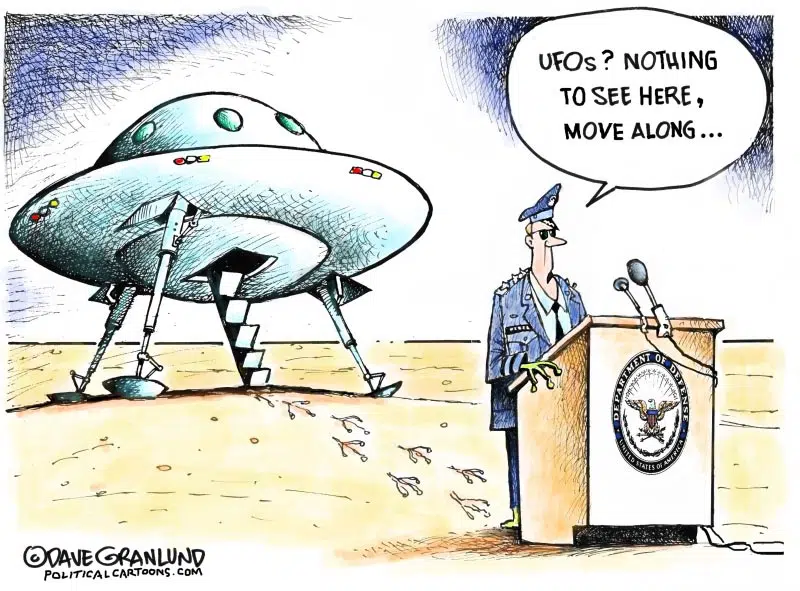 UFOs? NOTHING
TO SEE HERE,
MOVE ALONG...
DEPARTMENT OF DEFENSE
UNITED STATES OF AMERICA
©DAVE GRANLUND
POLITICALCARTOONS.COM